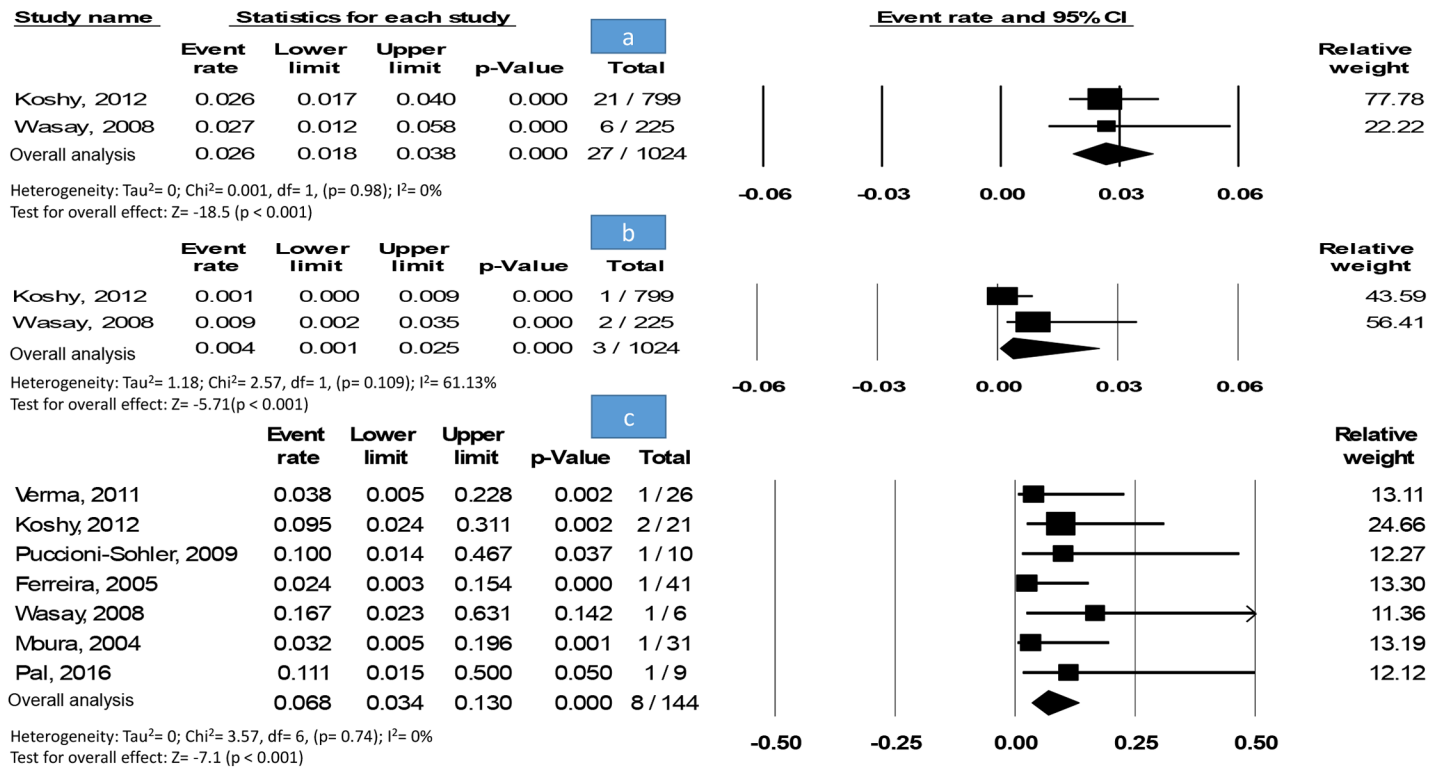 Study name Statistics for each study Event rate and 95% CI
a
Event rate Lower limit Upper limit p-Value Total Relative weight
Koshy, 2012 0.026 0.017 0.040 0.000 21 / 799 77.78
Wasay, 2008 0.027 0.012 0.058 0.000 6 / 225 22.22
Overall analysis 0.026 0.018 0.038 0.000 27 / 1024
-0.06 -0.03 0.00 0.03 0.06
Heterogeneity: Tau²= 0; Chi²= 0.001, df= 1, (p= 0.98); I²= 0%
Test for overall effect: Z= -18.5 (p < 0.001)
b
Event rate Lower limit Upper limit p-Value Total Relative weight
Koshy, 2012 0.001 0.000 0.009 0.000 1 / 799 43.59
Wasay, 2008 0.009 0.002 0.035 0.000 2 / 225 56.41
Overall analysis 0.004 0.001 0.025 0.000 3 / 1024
Heterogeneity: Tau²= 1.18; Chi²= 2.57, df= 1, (p= 0.109); I²= 61.13%
-0.06 -0.03 0.00 0.03 0.06
Test for overall effect: Z= -5.71(p < 0.001)
c
Event rate Lower limit Upper limit p-Value Total Relative weight
Verma, 2011 0.038 0.005 0.228 0.002 1 / 26 13.11
Koshy, 2012 0.095 0.024 0.311 0.002 2 / 21 24.66
Puccioni-Sohler, 2009 0.100 0.014 0.467 0.037 1 / 10 12.27
Ferreira, 2005 0.024 0.003 0.154 0.000 1 / 41 13.30
Wasay, 2008 0.167 0.023 0.631 0.142 1 / 6 11.36
Moura, 2004 0.032 0.005 0.196 0.001 1 / 31 13.19
Pal, 2016 0.111 0.015 0.500 0.050 1 / 9 12.12
Overall analysis 0.068 0.034 0.130 0.000 8 / 144
Heterogeneity: Tau²= 0; Chi²= 3.57, df= 6, (p= 0.74); I²= 0%
-0.50 -0.25 0.00 0.25 0.50
Test for overall effect: Z= -7.1 (p < 0.001)